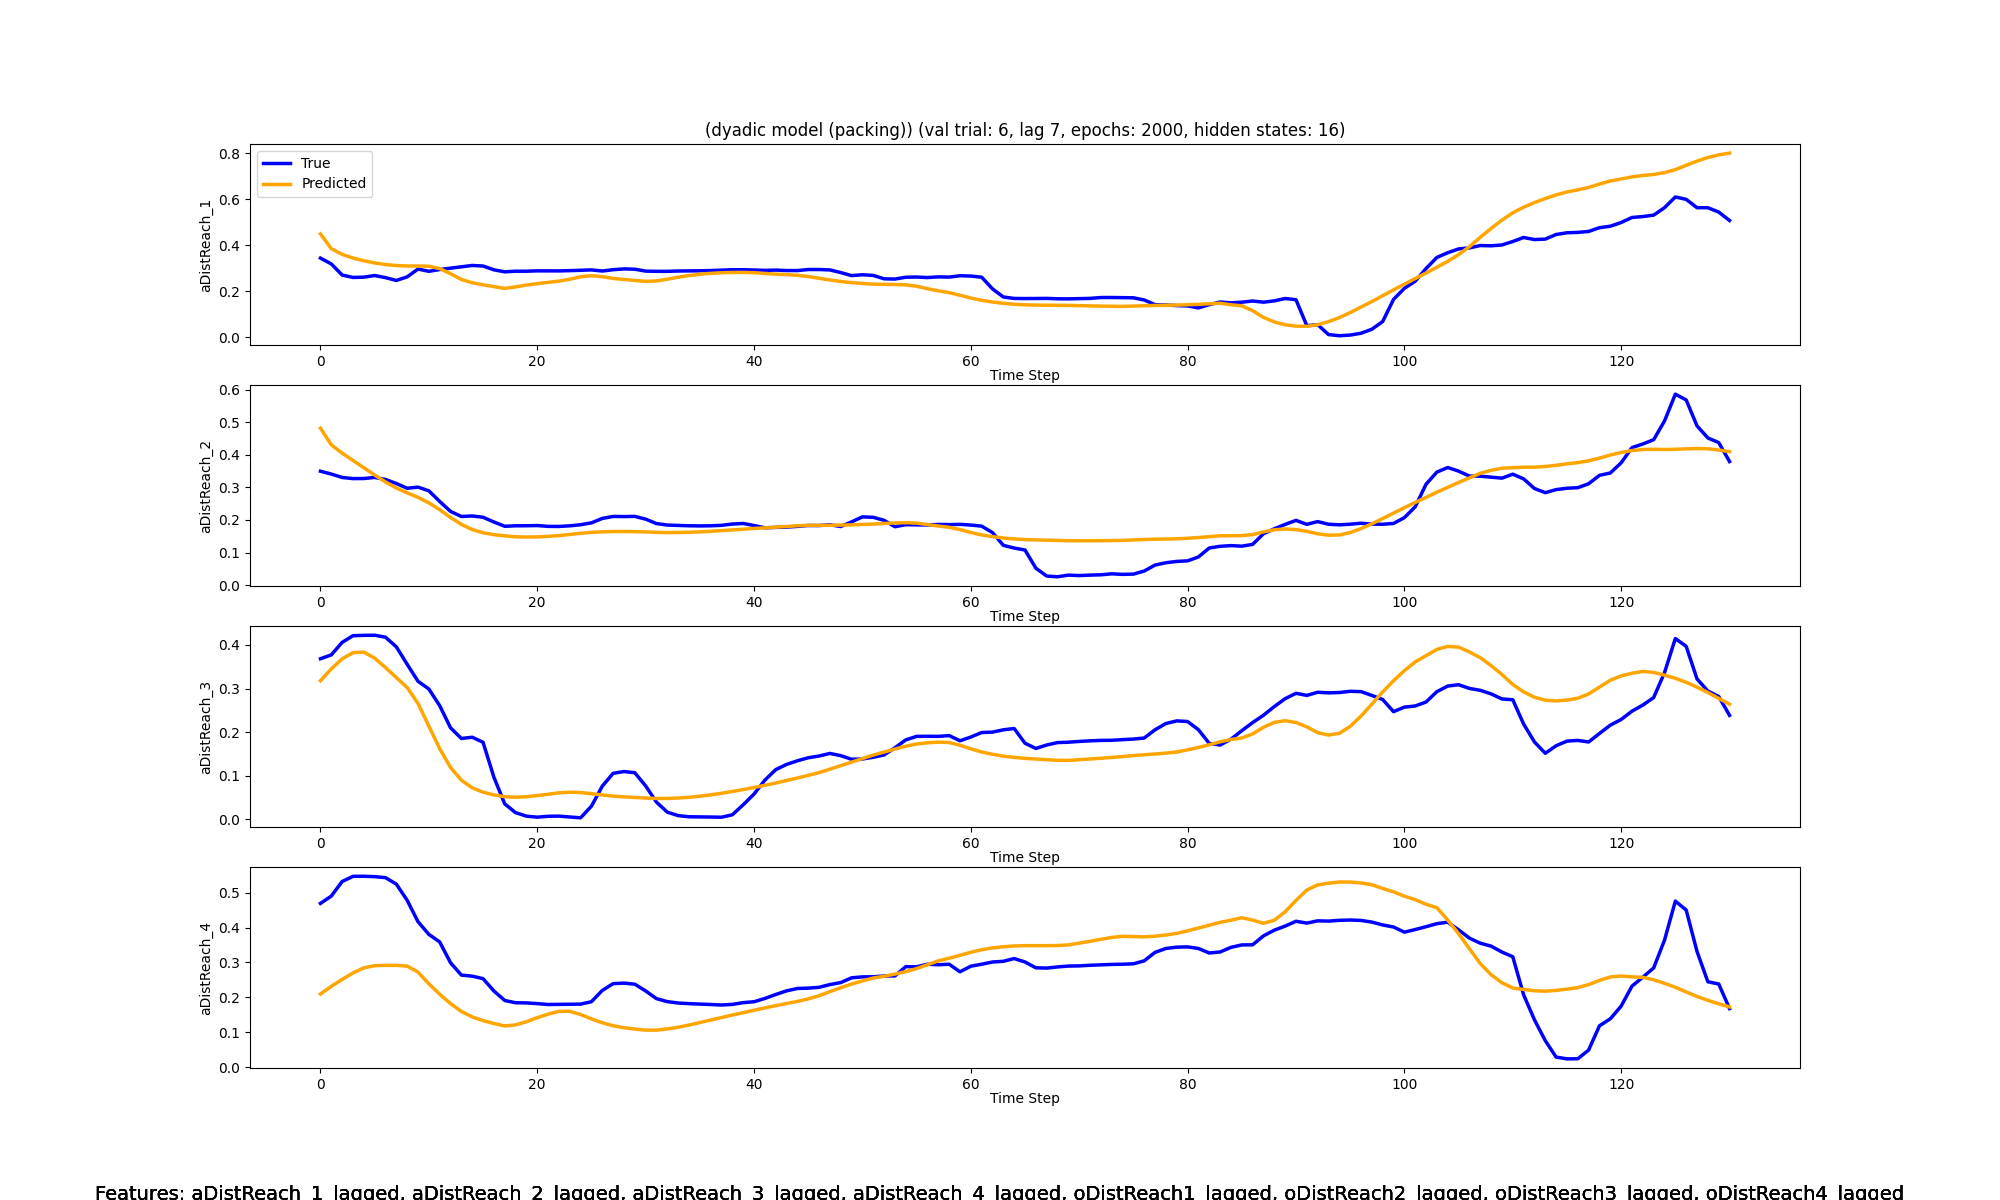 (dyadic model (packing)) (val trial: 6, lag 7, epochs: 2000, hidden states: 16)
True
Predicted
aDistReach_1
0.8
0.6
0.4
0.2
0.0
0 20 40 60 80 100 120
Time Step
aDistReach_2
0.6
0.5
0.4
0.3
0.2
0.1
0.0
0 20 40 60 80 100 120
Time Step
aDistReach_3
0.4
0.3
0.2
0.1
0.0
0 20 40 60 80 100 120
Time Step
aDistReach_4
0.5
0.4
0.3
0.2
0.1
0.0
0 20 40 60 80 100 120
Time Step
Features: aDistReach_1_lagged, aDistReach_2_lagged, aDistReach_3_lagged, aDistReach_4_lagged, oDistReach1_lagged, oDistReach2_lagged, oDistReach3_lagged, oDistReach4_lagged